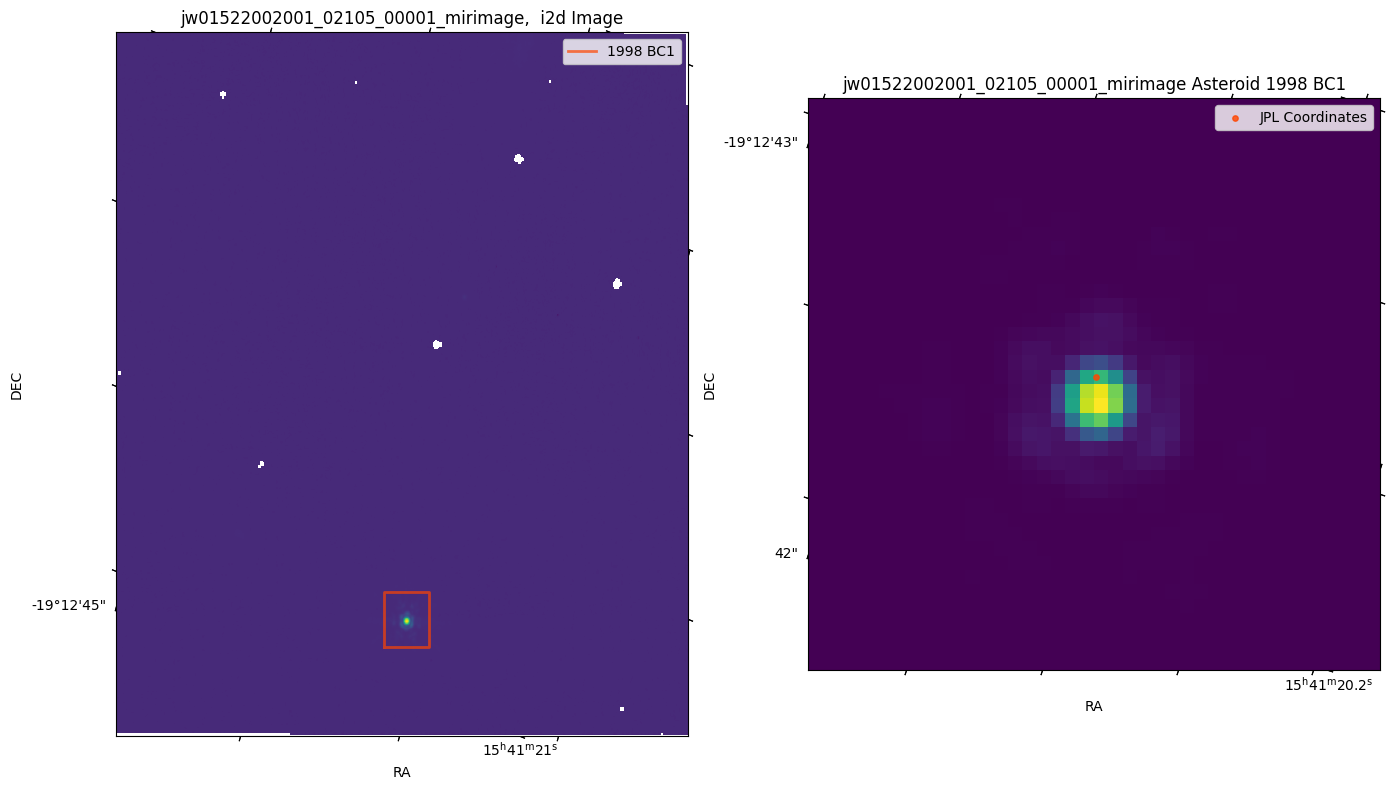 jw01522002001_02105_00001_mirimage,  i2d Image
1998 BC1
DEC
-19°12'45"
15ʰ41ᵐ21ˢ
RA
jw01522002001_02105_00001_mirimage Asteroid 1998 BC1
JPL Coordinates
-19°12'43"
DEC
42"
15ʰ41ᵐ20.2ˢ
RA